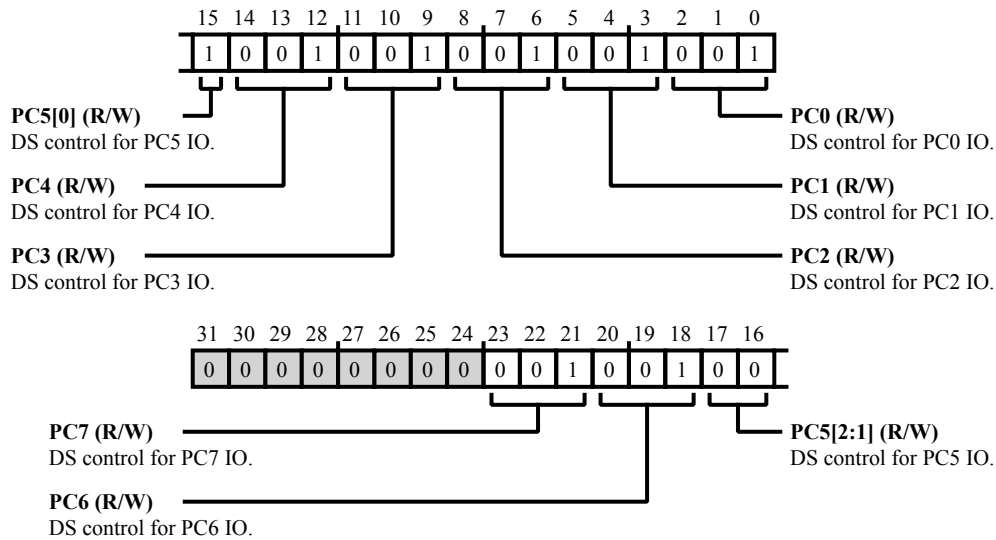 15 14 13 12 11 10 9 8 7 6 5 4 3 2 1 0
1 0 0 1 0 0 1 0 0 1 0 0 1 0 0 1
PC5[0] (R/W)
DS control for PC5 IO.
PC0 (R/W)
DS control for PC0 IO.
PC4 (R/W)
DS control for PC4 IO.
PC1 (R/W)
DS control for PC1 IO.
PC3 (R/W)
DS control for PC3 IO.
PC2 (R/W)
DS control for PC2 IO.
31 30 29 28 27 26 25 24 23 22 21 20 19 18 17 16
0 0 0 0 0 0 0 0 0 0 1 0 0 1 0 0
PC7 (R/W)
DS control for PC7 IO.
PC5[2:1] (R/W)
DS control for PC5 IO.
PC6 (R/W)
DS control for PC6 IO.